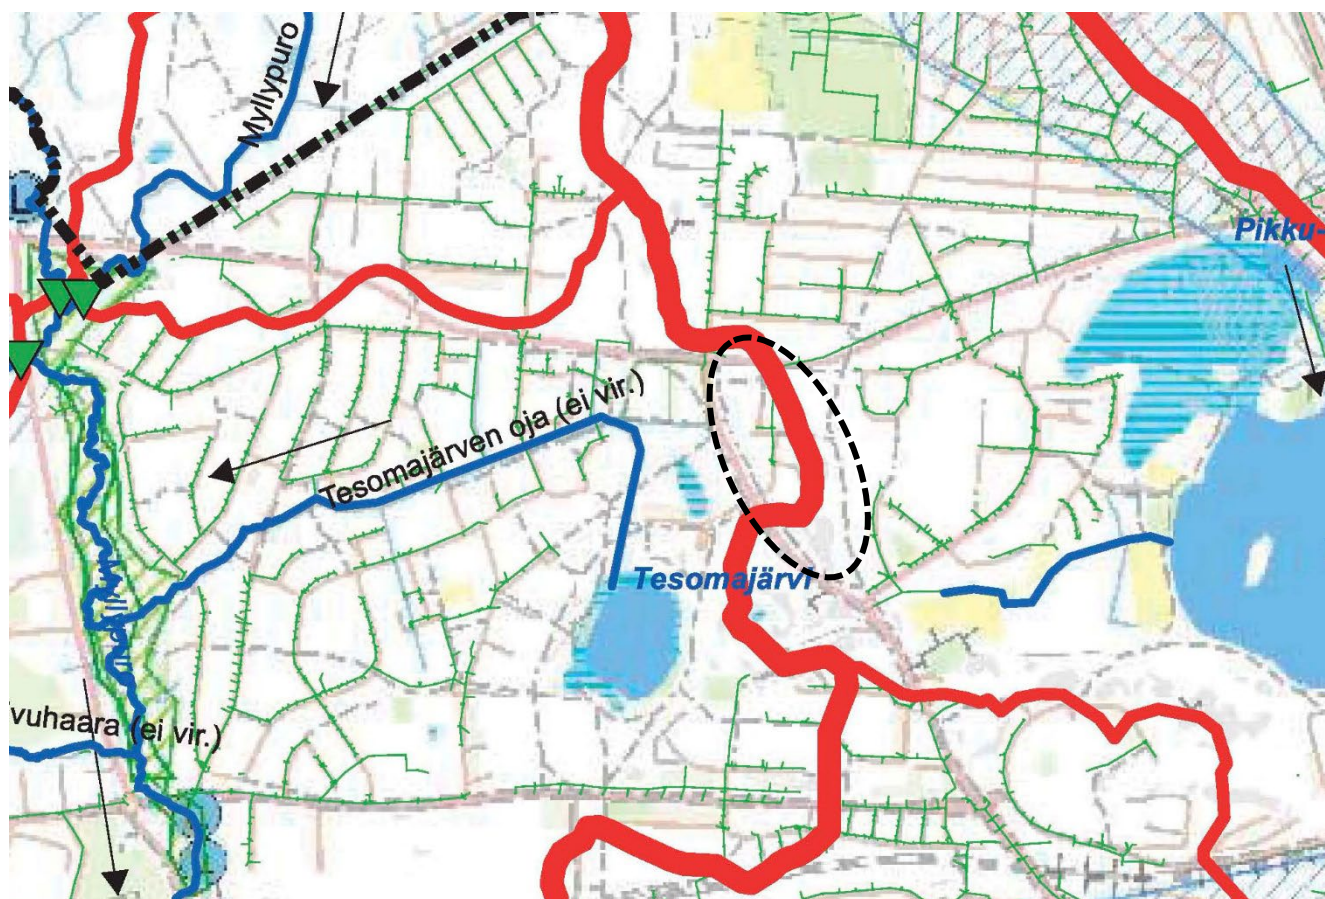 Myllypuro
L
Pikku-
Tesomajärven oja (ei vir.)
Tesomajärvi
vuhaara (ei vir.)